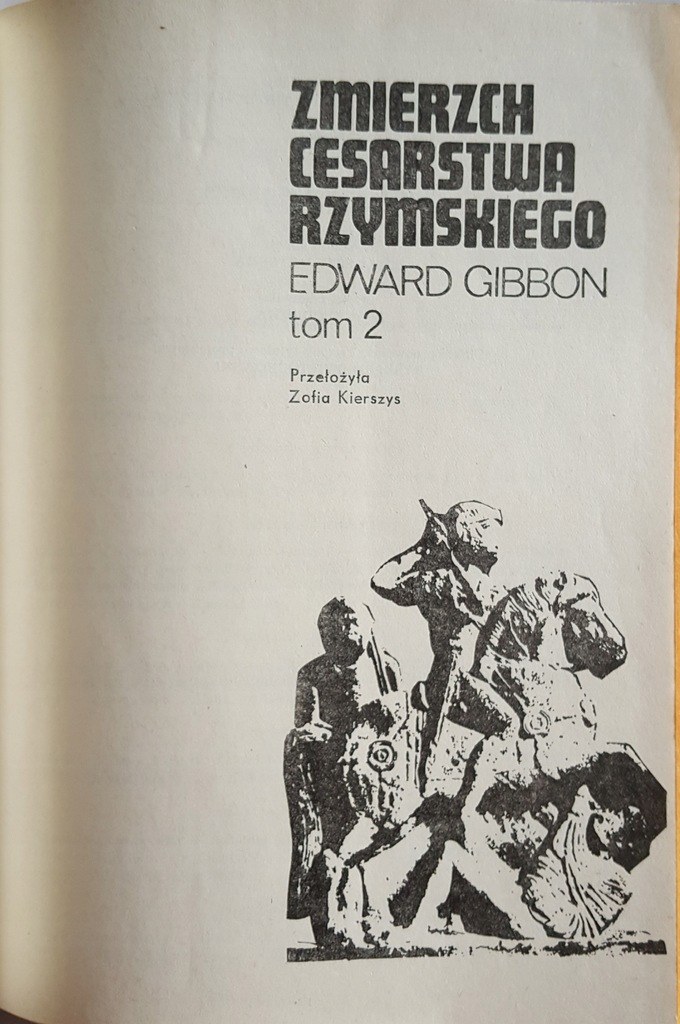 ZMIERZCH
CESARSTWA
RZYMSKIEGO
EDWARD GIBBON
tom 2
Przełożyła
Zofia Kierszys